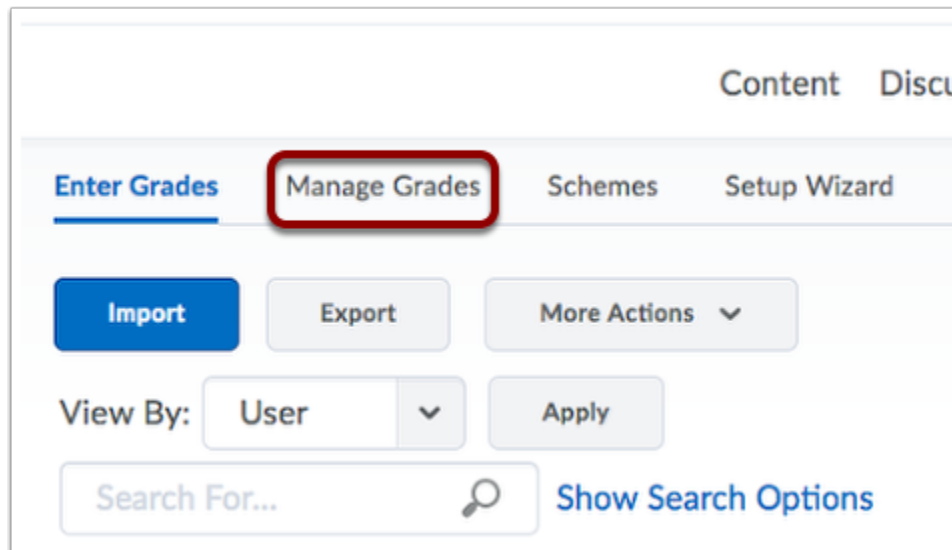 Content Discu
Enter Grades Manage Grades Schemes Setup Wizard
Import Export More Actions
View By: User Apply
Search For... Show Search Options